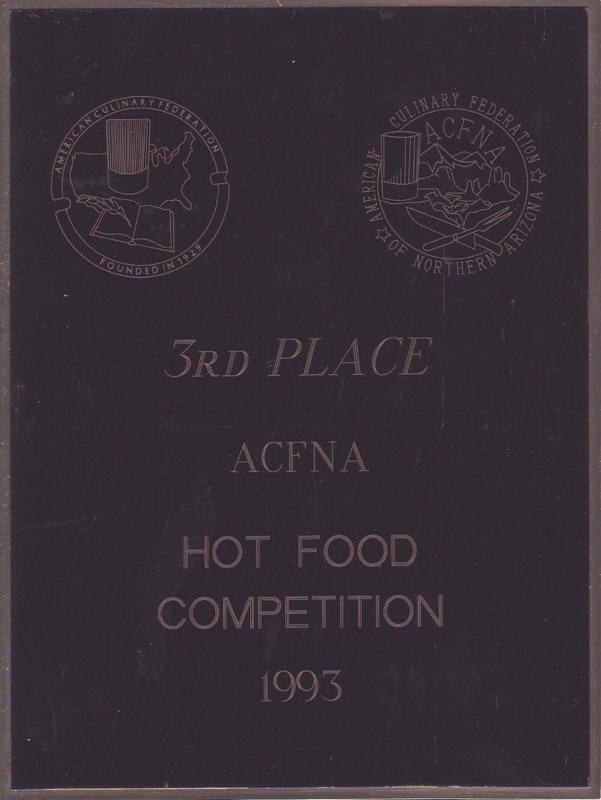 AMERICAN CULINARY FEDERATION
FOUNDED IN 1929
AMERICAN CULINARY FEDERATION
OF NORTHERN ARIZONA
ACFNA
3RD PLACE
ACFNA
HOT FOOD
COMPETITION
1993